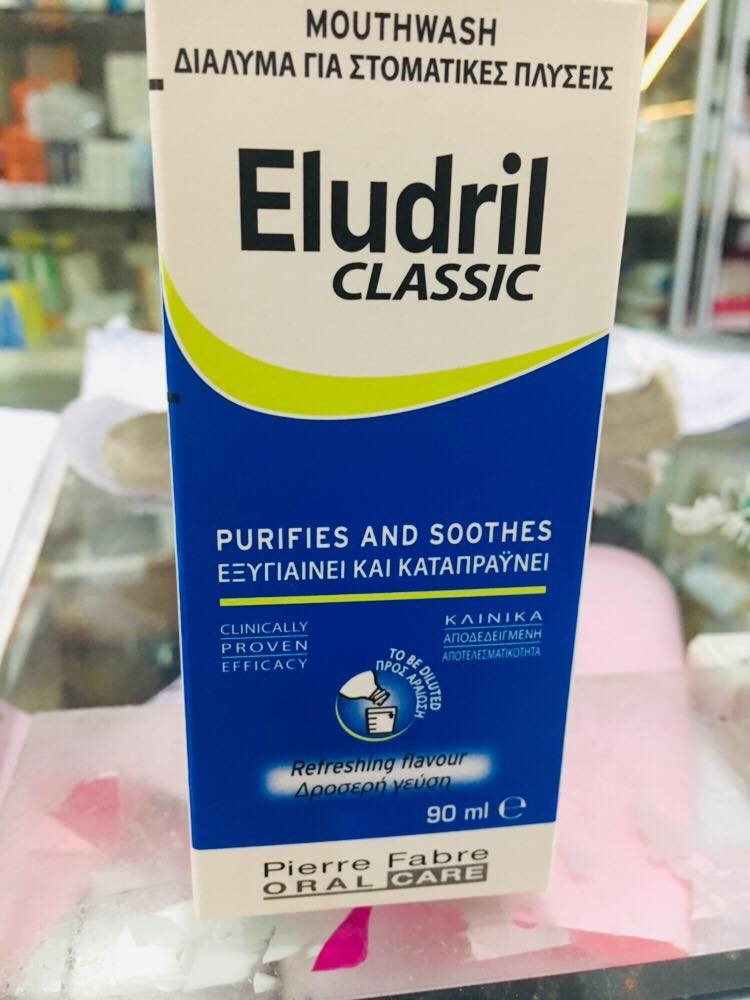 MOUTHWASH
ΔΙΑΛΥΜΑ ΓΙΑ ΣΤΟΜΑΤΙΚΕΣ ΠΛΥΣΕΙΣ
Eludril
CLASSIC
PURIFIES AND SOOTHES
ΕΞΥΓΙΑΙΝΕΙ ΚΑΙ ΚΑΤΑΠΡΑΫΝΕΙ
CLINICALLY
PROVEN
EFFICACY
ΚΛΙΝΙΚΑ
ΑΠΟΔΕΔΕΙΓΜΕΝΗ
ΑΠΟΤΕΛΕΣΜΑΤΙΚΟΤΗΤΑ
TO BE DILUTED
ΠΡΟΣ ΑΡΑΙΩΣΗ
Refreshing flavour
Δροσερή γεύση
90 ml ℮
Pierre Fabre
ORAL CARE